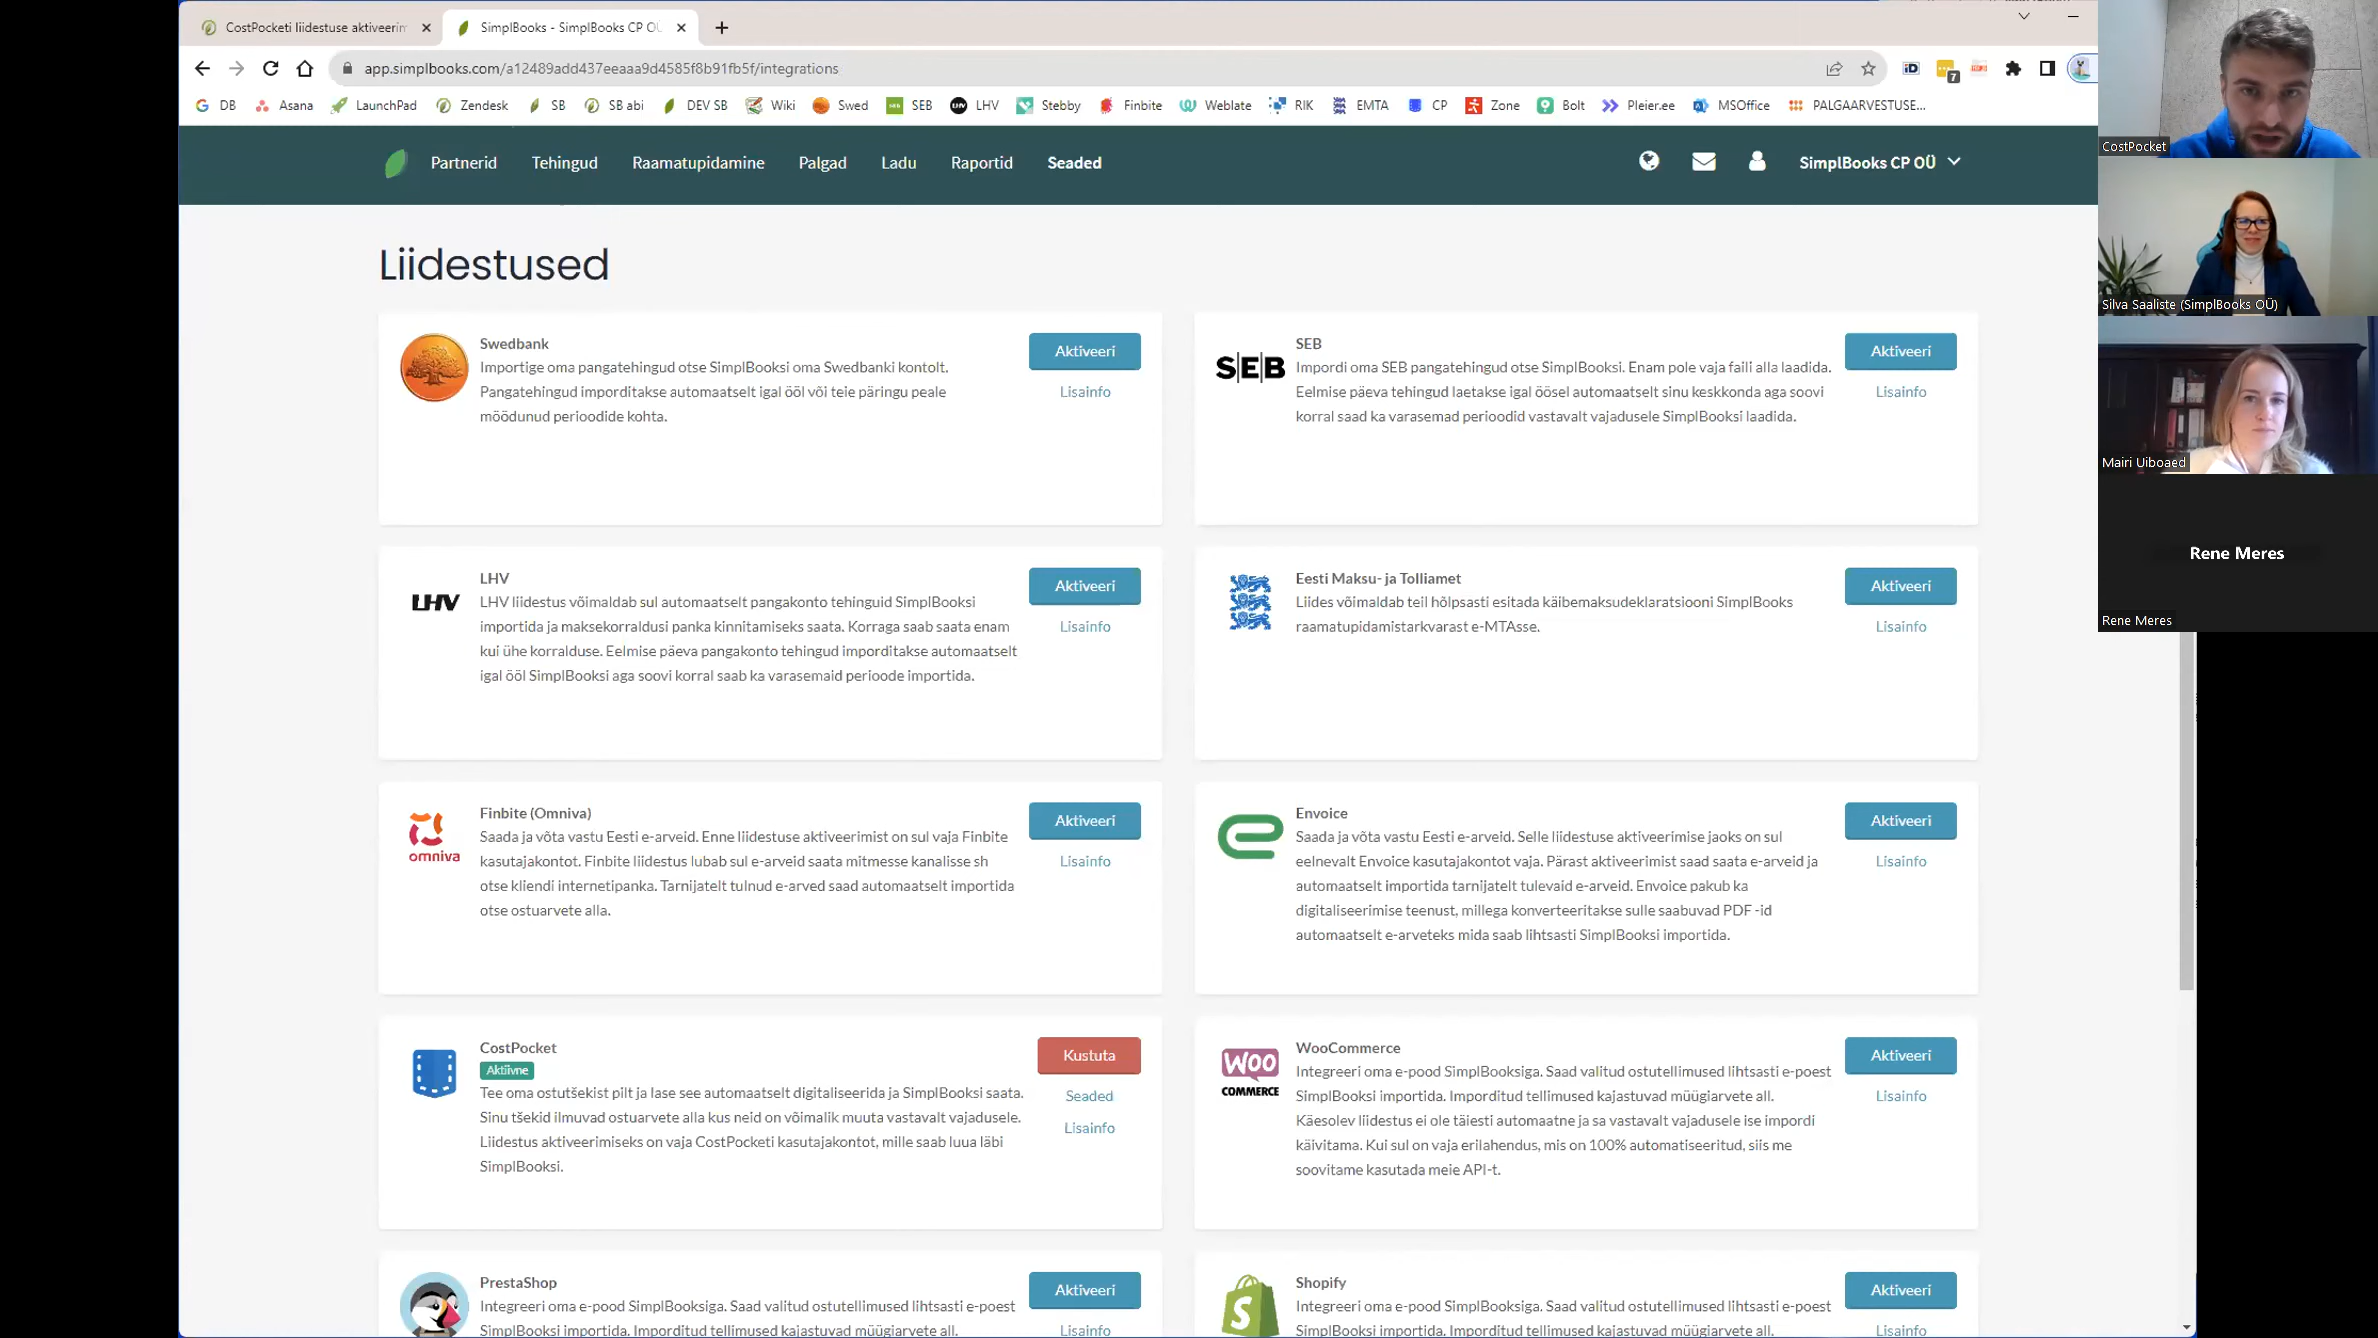 CostPocketi liidestuse aktiveerim
SimplBooks - SimplBooks CP OÜ
app.simplbooks.com/a12489add437eeaaa9d4585f8b91fb5f/integrations
7
DB Asana LaunchPad Zendesk SB SB abi DEV SB Wiki Swed SEB LHV Stebby Finbite Weblate RIK EMTA CP Zone Bolt Pleier.ee MSOffice PALGAARVESTUSE...
Partnerid Tehingud Raamatupidamine Palgad Ladu Raportid Seaded SimplBooks CP OÜ
Liidestused
Swedbank
Importige oma pangatehingud otse SimplBooksi oma Swedbanki kontolt.
Pangatehingud imporditakse automaatselt igal ööl või teie päringu peale
möödunud perioodide kohta.
Aktiveeri
Lisainfo
SEB
SEB
Impordi oma SEB pangatehingud otse SimplBooksi. Enam pole vaja faili alla laadida.
Eelmise päeva tehingud laetakse igal öösel automaatselt sinu keskkonda aga soovi
korral saad ka varasemad perioodid vastavalt vajadusele SimplBooksi laadida.
Aktiveeri
Lisainfo
LHV
LHV
LHV liidestus võimaldab sul automaatselt pangakonto tehinguid SimplBooksi
importida ja maksekorraldusi panka kinnitamiseks saata. Korraga saab saata enam
kui ühe korralduse. Eelmise päeva pangakonto tehingud imporditakse automaatselt
igal ööl SimplBooksi aga soovi korral saab ka varasemaid perioode importida.
Aktiveeri
Lisainfo
Eesti Maksu- ja Tolliamet
Liides võimaldab teil hõlpsasti esitada käibemaksudeklaratsiooni SimplBooks
raamatupidamistarkvarast e-MTAsse.
Aktiveeri
Lisainfo
omniva
Finbite (Omniva)
Saada ja võta vastu Eesti e-arveid. Enne liidestuse aktiveerimist on sul vaja Finbite
kasutajakontot. Finbite liidestus lubab sul e-arveid saata mitmesse kanalisse sh
otse kliendi internetipanka. Tarnijatelt tulnud e-arved saad automaatselt importida
otse ostuarvete alla.
Aktiveeri
Lisainfo
Envoice
Saada ja võta vastu Eesti e-arveid. Selle liidestuse aktiveerimise jaoks on sul
eelnevalt Envoice kasutajakontot vaja. Pärast aktiveerimist saad saata e-arveid ja
automaatselt importida tarnijatelt tulevaid e-arveid. Envoice pakub ka
digitaliseerimise teenust, millega konverteeritakse sulle saabuvad PDF -id
automaatselt e-arveteks mida saab lihtsasti SimplBooksi importida.
Aktiveeri
Lisainfo
CostPocket
Aktiivne
Tee oma ostutšekist pilt ja lase see automaatselt digitaliseerida ja SimplBooksi saata.
Sinu tšekid ilmuvad ostuarvete alla kus neid on võimalik muuta vastavalt vajadusele.
Liidestus aktiveerimiseks on vaja CostPocketi kasutajakontot, mille saab luua läbi
SimplBooksi.
Kustuta
Seaded
Lisainfo
WOO
COMMERCE
WooCommerce
Integreeri oma e-pood SimplBooksiga. Saad valitud ostutellimused lihtsasti e-poest
SimplBooksi importida. Imporditud tellimused kajastuvad müügiarvete all.
Käesolev liidestus ei ole täiesti automaatne ja sa vastavalt vajadusele ise impordi
käivitama. Kui sul on vaja erilahendus, mis on 100% automatiseeritud, siis me
soovitame kasutada meie API-t.
Aktiveeri
Lisainfo
PrestaShop
Integreeri oma e-pood SimplBooksiga. Saad valitud ostutellimused lihtsasti e-poest
SimplBooksi importida. Imporditud tellimused kajastuvad müügiarvete all.
Aktiveeri
Lisainfo
S
Shopify
Integreeri oma e-pood SimplBooksiga. Saad valitud ostutellimused lihtsasti e-poest
SimplBooksi importida. Imporditud tellimused kajastuvad müügiarvete all.
Aktiveeri
Lisainfo
CostPocket
Silva Saaliste (SimplBooks OÜ)
Mairi Uiboaed
Rene Meres
Rene Meres